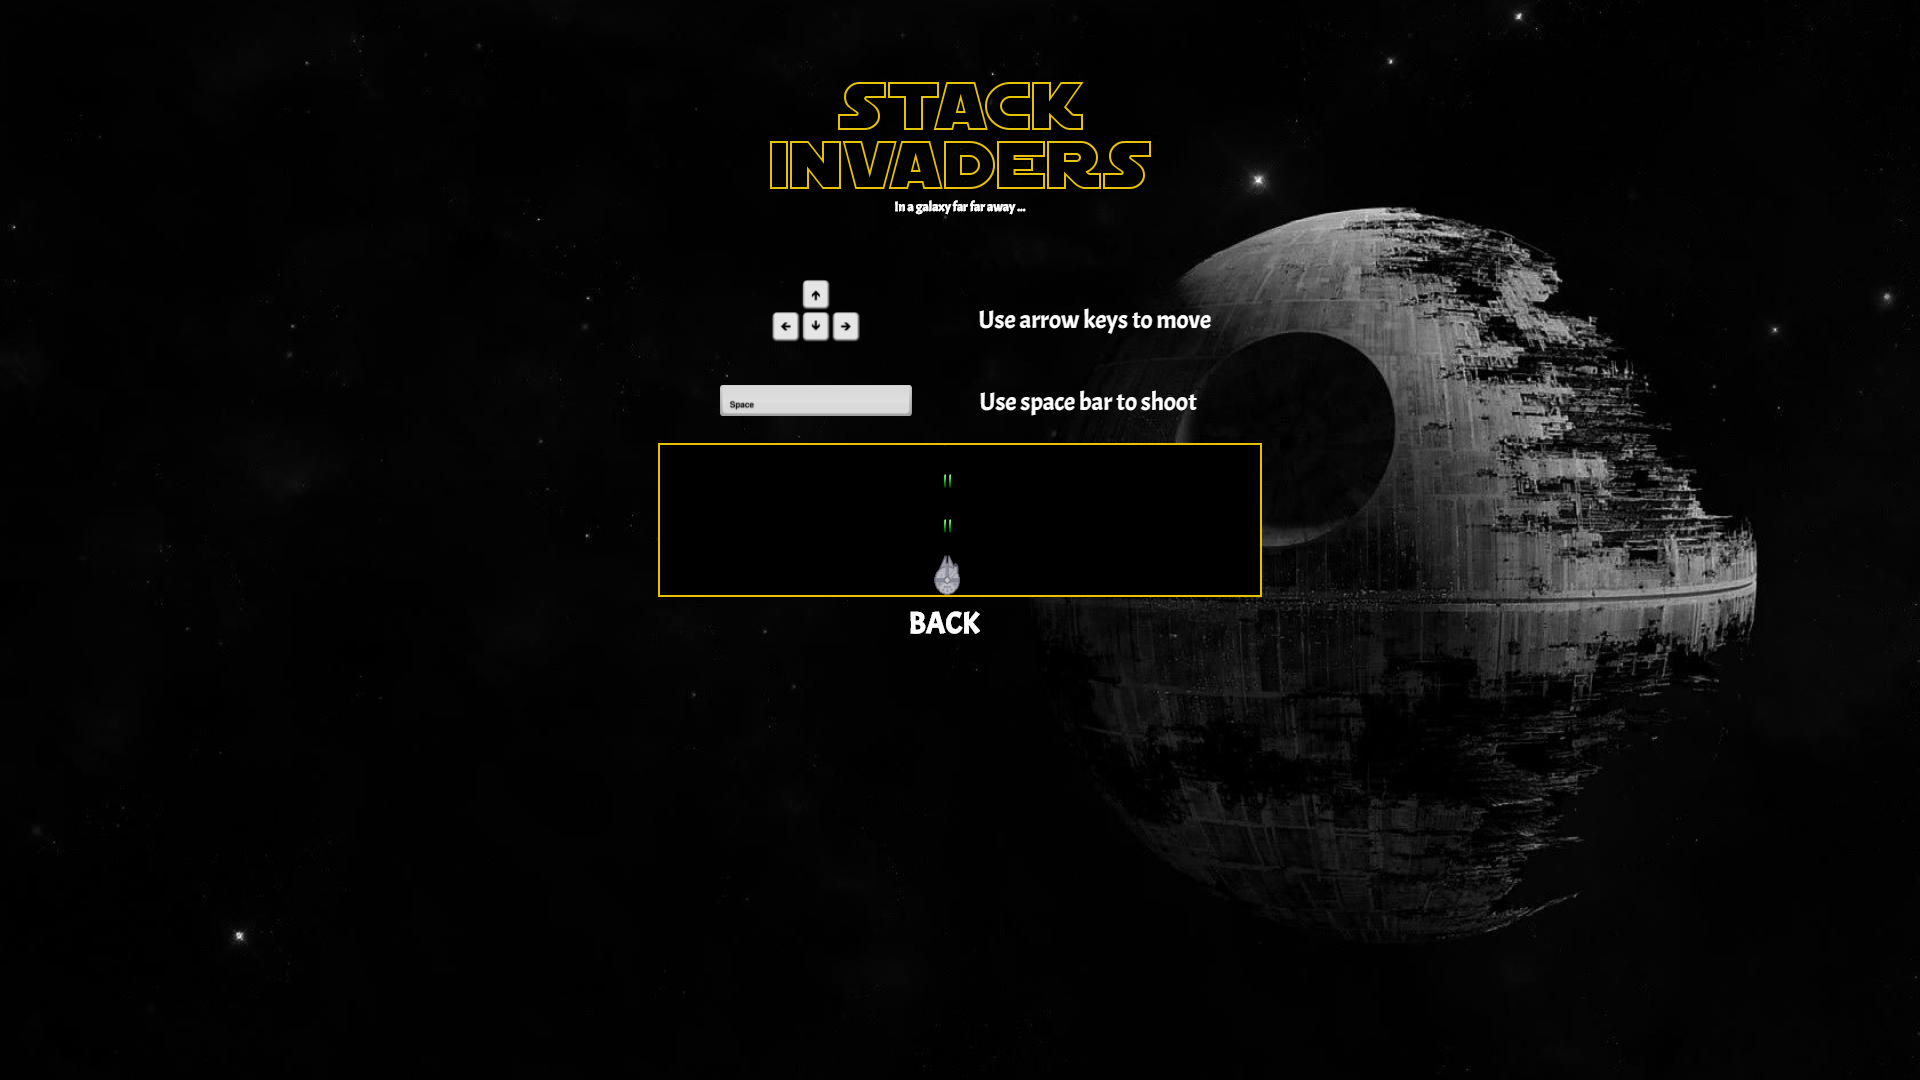 STACK
INVADERS
In a galaxy far far away ...
Use arrow keys to move
Space
Use space bar to shoot
BACK